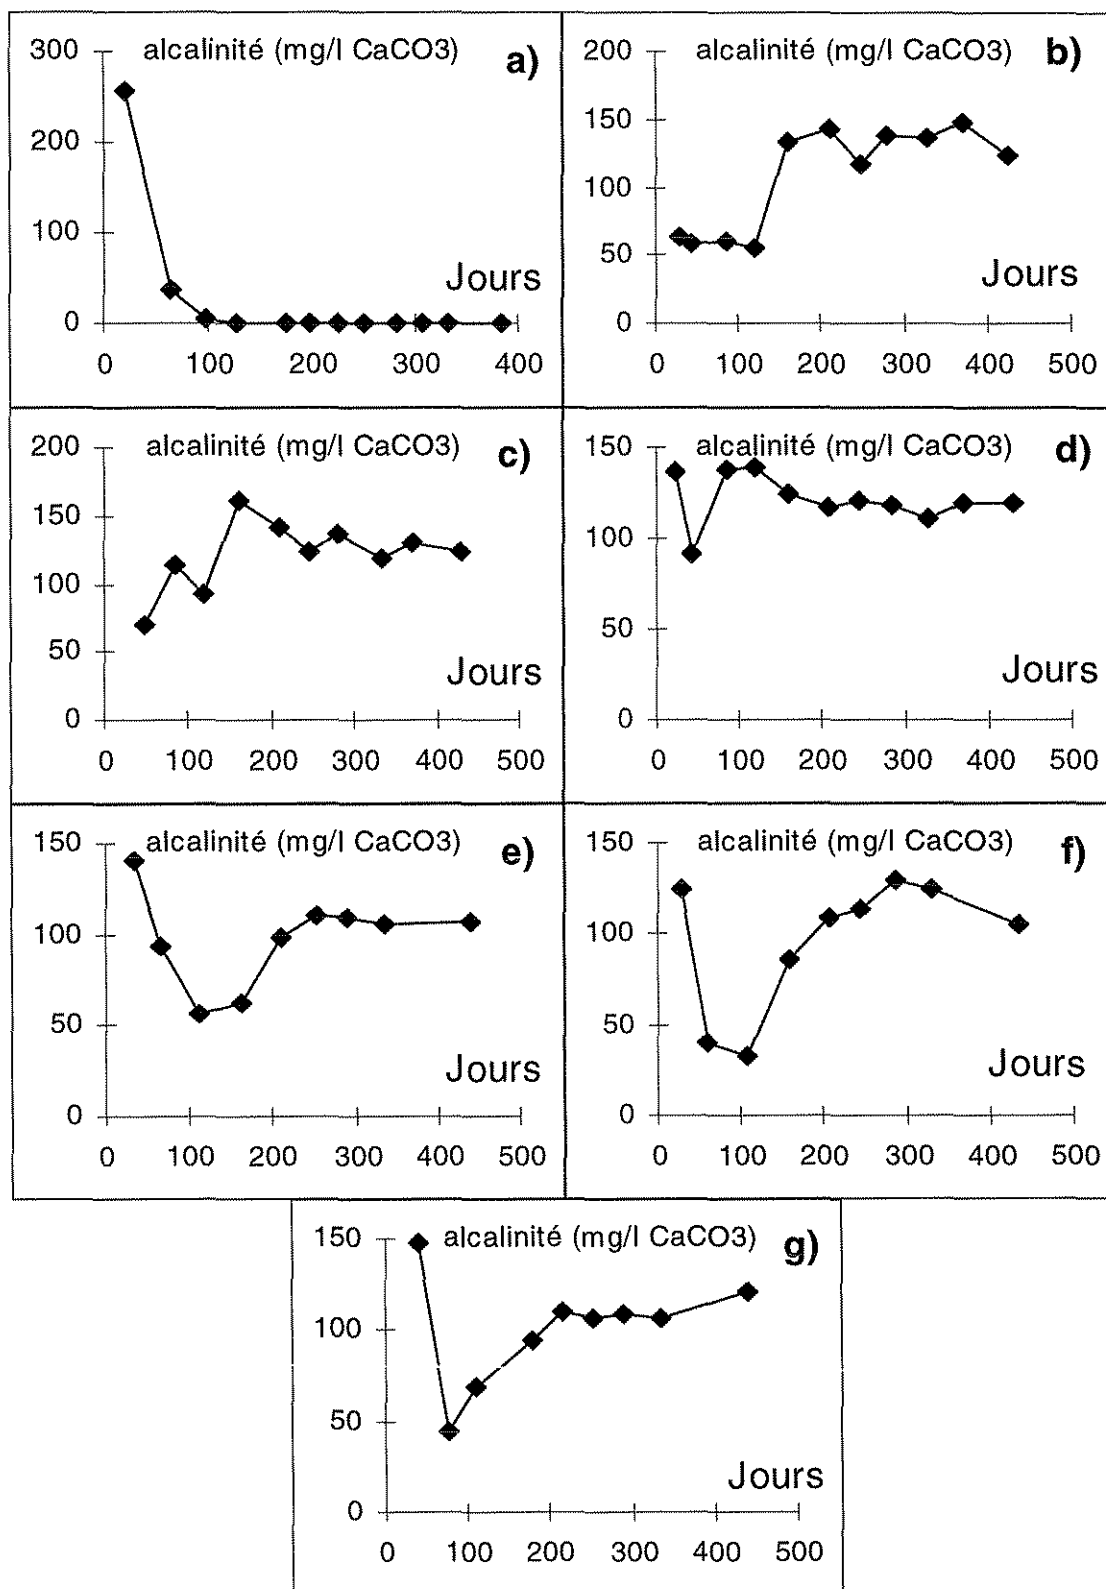 alcalinité (mg/l CaCO3) a)
300
200
100
0
Jours
0 100 200 300 400
alcalinité (mg/l CaCO3) b)
200
150
100
50
0
Jours
0 100 200 300 400 500
alcalinité (mg/l CaCO3) c)
200
150
100
50
0
Jours
0 100 200 300 400 500
alcalinité (mg/l CaCO3) d)
150
100
50
0
Jours
0 100 200 300 400 500
alcalinité (mg/l CaCO3) e)
150
100
50
0
Jours
0 100 200 300 400 500
alcalinité (mg/l CaCO3) f)
150
100
50
0
Jours
0 100 200 300 400 500
alcalinité (mg/l CaCO3) g)
150
100
50
0
Jours
0 100 200 300 400 500